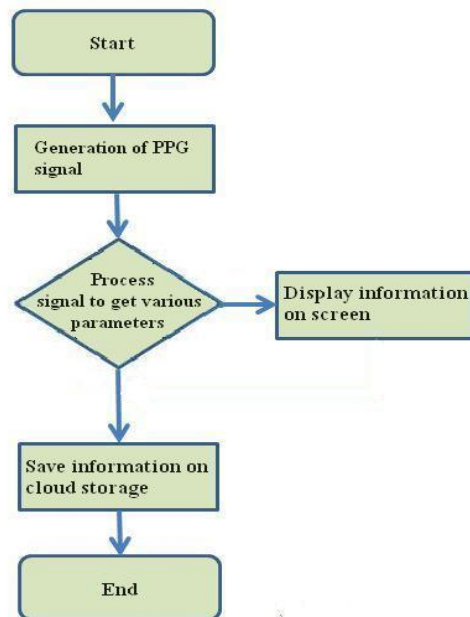 Start
Generation of PPG
signal
Process
signal to get various
parameters
Display information
on screen
Save information on
cloud storage
End